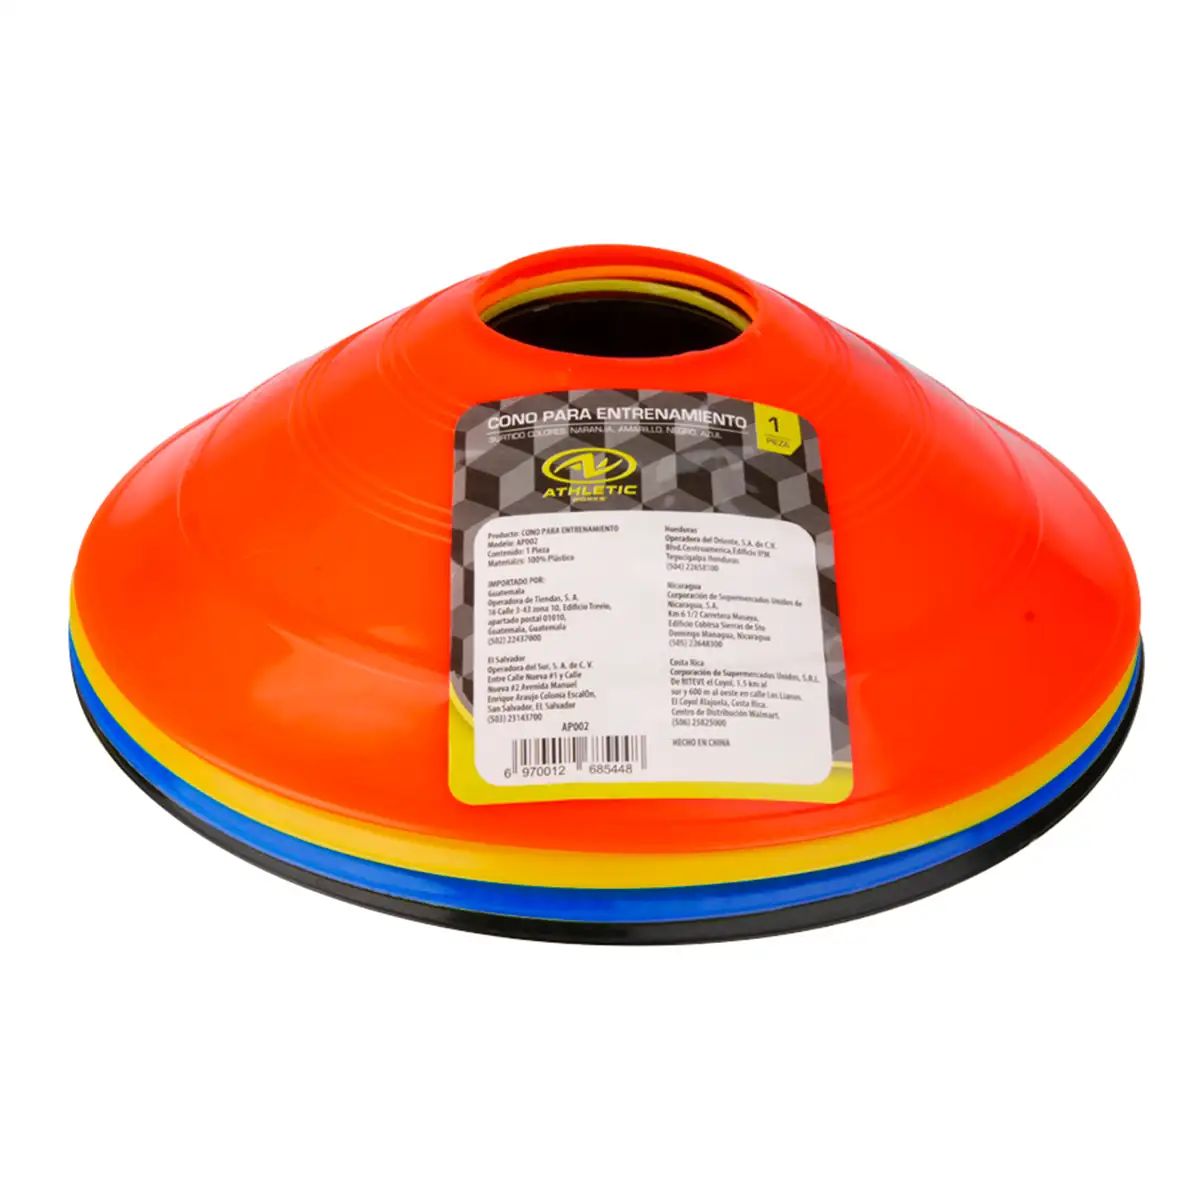 CONO PARA ENTRENAMIENTO
SURTIDO COLORES: NARANJA, AMARILLO, NEGRO, AZUL
1
PIEZA
ATHLETIC
WORKS
Producto: CONO PARA ENTRENAMIENTO
Modelo: AP002
Contenido: 1 Pieza
Materiales: 100% Plástico
IMPORTADO POR:
Guatemala
Operadora de Tiendas, S. A.
16 Calle 3-43 zona 10, Edificio Trevio,
apartado postal 01010,
Guatemala, Guatemala
(502) 22437000
El Salvador
Operadora del Sur, S. A. de C. V.
Entre Calle Nueva #1 y Calle
Nueva #2 Avenida Manuel
Enrique Araujo Colonia EscalÓn,
San Salvador, El Salvador
(503) 23143700
AP002
6 970012 685448
Honduras
Operadora del Oriente, S.A. de C.V.
Blvd.Centroamerica,Edificio IPM
Tegucigalpa Honduras
(504) 22658100
Nicaragua
Corporación de Supermercados Unidos de
Nicaragua, S.A.
Km 6 1/2 Carretera Masaya,
Edificio Cobirsa Sierras de Sto
Domingo Managua, Nicaragua
(505) 22648300
Costa Rica
Corporación de Supermercados Unidos, S.R.L.
De RITEVE el Coyol, 1.5 km al
sur y 600 m al oeste en calle Los Llanos.
El Coyol Alajuela, Costa Rica.
Centro de Distribución Walmart.
(506) 25825000
HECHO EN CHINA